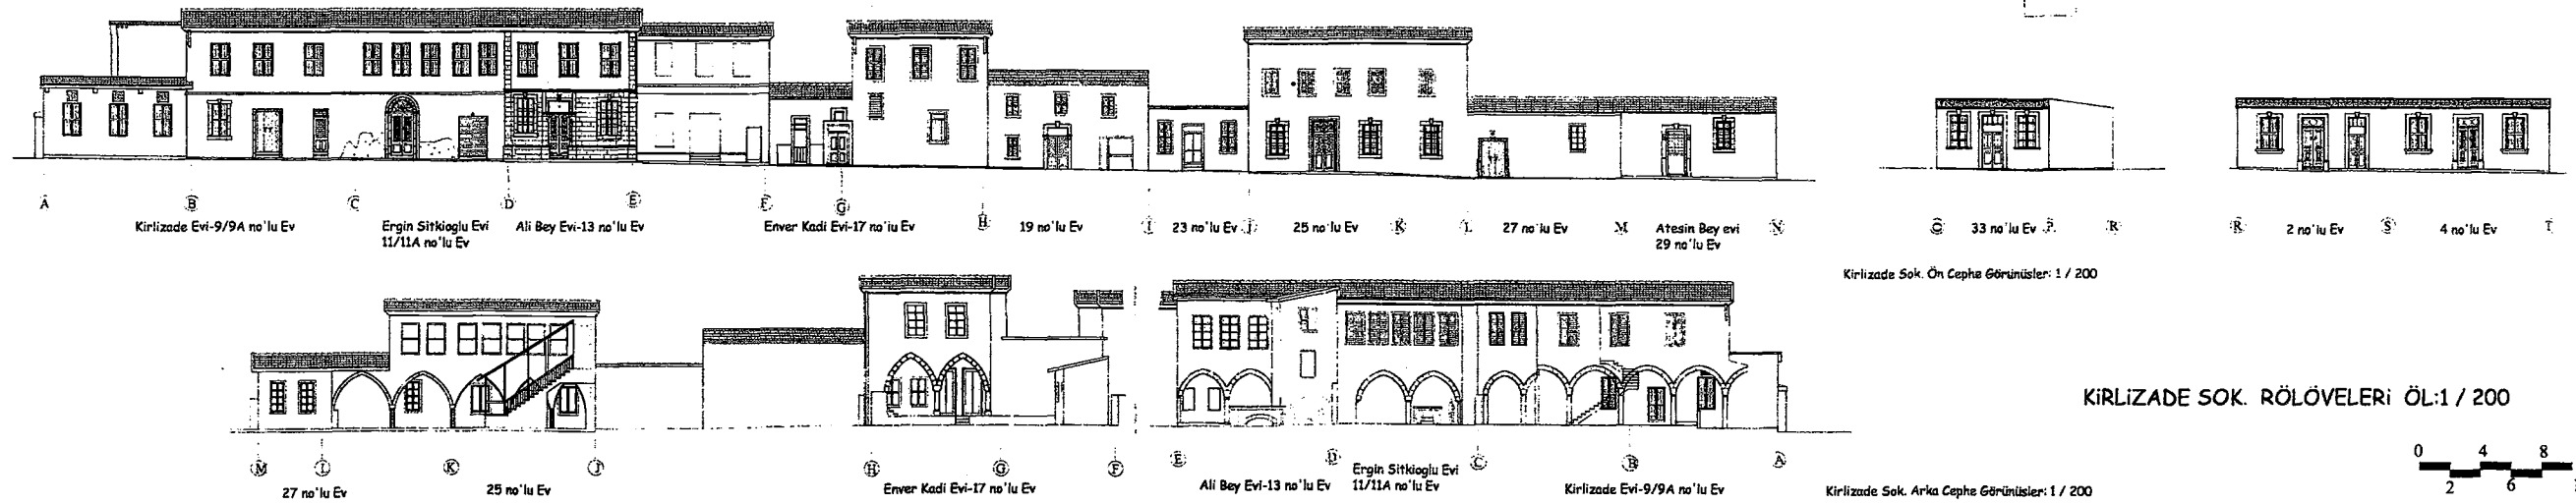 A B C D E F G H I J K L M N O P R R S T
Kirlizade Evi-9/9A no'lu Ev
Ergin Sitkioglu Evi
11/11A no'lu Ev
Ali Bey Evi-13 no'lu Ev
Enver Kadi Evi-17 no'lu Ev
19 no'lu Ev
23 no'lu Ev
25 no'lu Ev
27 no'lu Ev
Atesin Bey evi
29 no'lu Ev
33 no'lu Ev
2 no'lu Ev
4 no'lu Ev
Kirlizade Sok. Ön Cephe Görünüsler: 1 / 200
KiRLiZADE SOK. RÖLÖVELERi ÖL:1 / 200
0 4 8
2 6
M L K J H G F E D C B A
27 no'lu Ev
25 no'lu Ev
Enver Kadi Evi-17 no'lu Ev
Ali Bey Evi-13 no'lu Ev
Ergin Sitkioglu Evi
11/11A no'lu Ev
Kirlizade Evi-9/9A no'lu Ev
Kirlizade Sok. Arka Cephe Görünüsler: 1 / 200